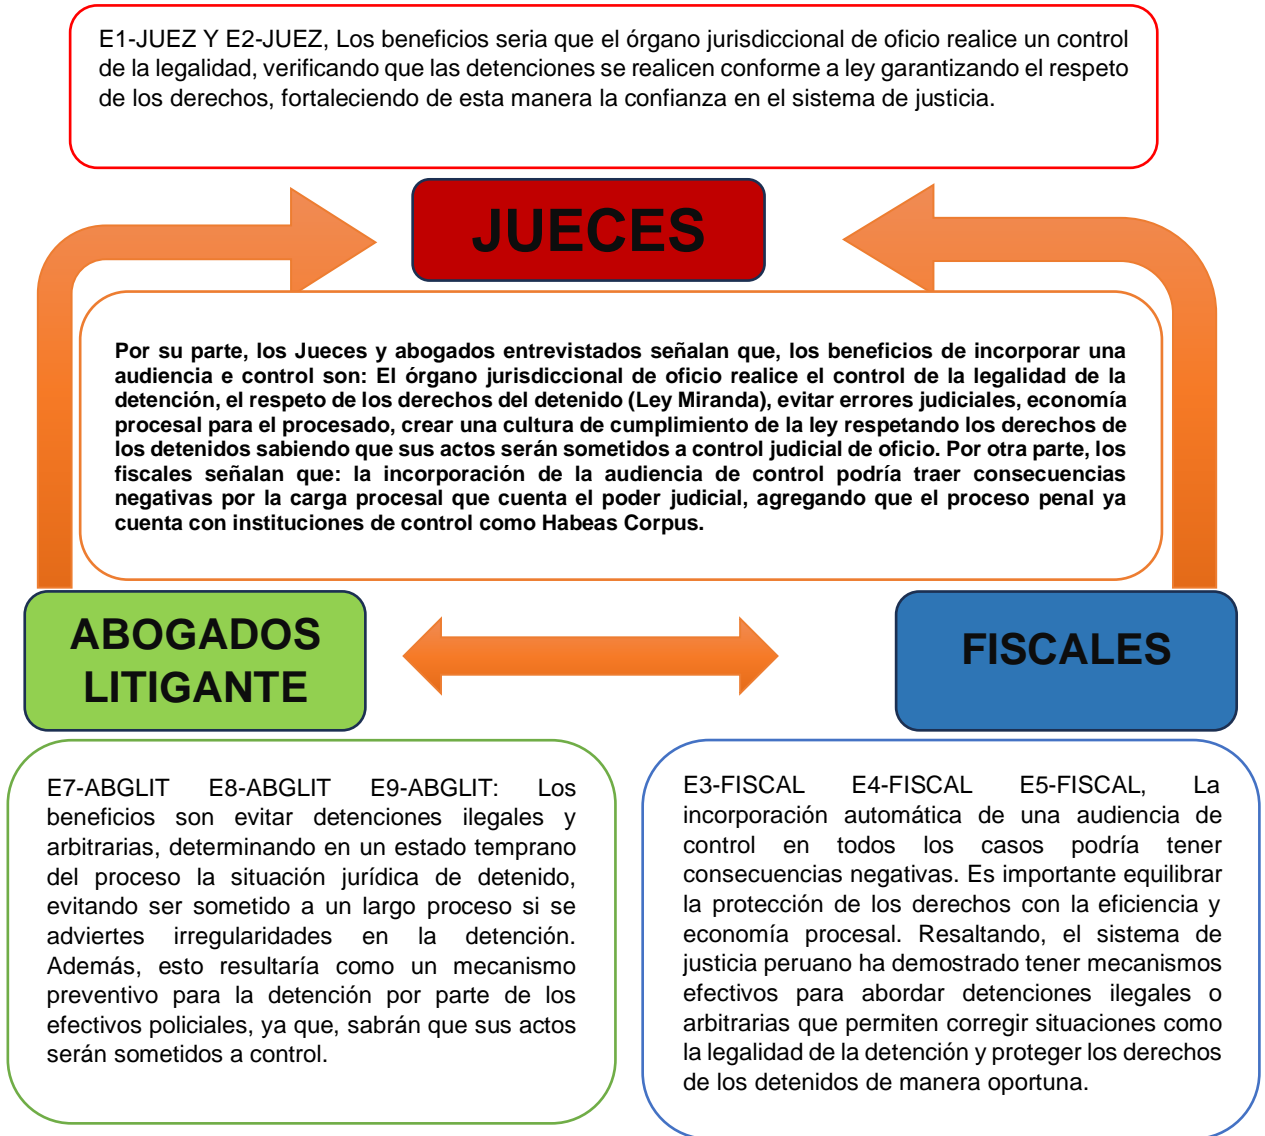 E1-JUEZ Y E2-JUEZ, Los beneficios seria que el órgano jurisdiccional de oficio realice un control
de la legalidad, verificando que las detenciones se realicen conforme a ley garantizando el respeto
de los derechos, fortaleciendo de esta manera la confianza en el sistema de justicia.
JUECES
Por su parte, los Jueces y abogados entrevistados señalan que, los beneficios de incorporar una
audiencia e control son: El órgano jurisdiccional de oficio realice el control de la legalidad de la
detención, el respeto de los derechos del detenido (Ley Miranda), evitar errores judiciales, economía
procesal para el procesado, crear una cultura de cumplimiento de la ley respetando los derechos de
los detenidos sabiendo que sus actos serán sometidos a control judicial de oficio. Por otra parte, los
fiscales señalan que: la incorporación de la audiencia de control podría traer consecuencias
negativas por la carga procesal que cuenta el poder judicial, agregando que el proceso penal ya
cuenta con instituciones de control como Habeas Corpus.
ABOGADOS
LITIGANTE
FISCALES
E7-ABGLIT E8-ABGLIT E9-ABGLIT: Los
beneficios son evitar detenciones ilegales y
arbitrarias, determinando en un estado temprano
del proceso la situación jurídica de detenido,
evitando ser sometido a un largo proceso si se
adviertes irregularidades en la detención.
Además, esto resultaría como un mecanismo
preventivo para la detención por parte de los
efectivos policiales, ya que, sabrán que sus actos
serán sometidos a control.
E3-FISCAL E4-FISCAL E5-FISCAL, La
incorporación automática de una audiencia de
control en todos los casos podría tener
consecuencias negativas. Es importante equilibrar
la protección de los derechos con la eficiencia y
economía procesal. Resaltando, el sistema de
justicia peruano ha demostrado tener mecanismos
efectivos para abordar detenciones ilegales o
arbitrarias que permiten corregir situaciones como
la legalidad de la detención y proteger los derechos
de los detenidos de manera oportuna.